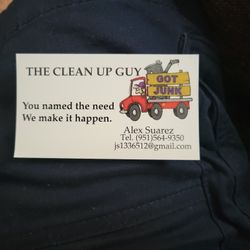 THE CLEAN UP GUY
GOT
JUNK
You named the need
We make it happen.
Alex Suarez
Tel. (951)564-9350
js1336512@gmail.com